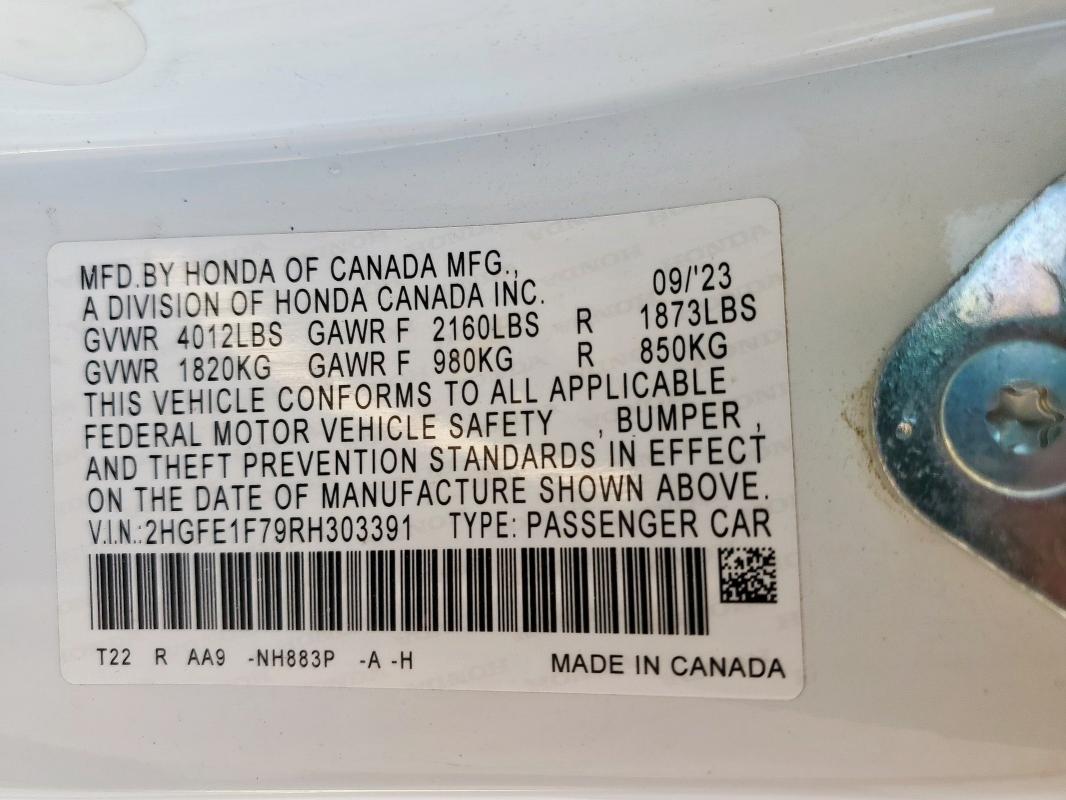 MFD.BY HONDA OF CANADA MFG., 09/'23
A DIVISION OF HONDA CANADA INC.
GVWR 4012LBS GAWR F 2160LBS R 1873LBS
GVWR 1820KG GAWR F 980KG R 850KG
THIS VEHICLE CONFORMS TO ALL APPLICABLE
FEDERAL MOTOR VEHICLE SAFETY , BUMPER ,
AND THEFT PREVENTION STANDARDS IN EFFECT
ON THE DATE OF MANUFACTURE SHOWN ABOVE.
V.I.N.:2HGFE1F79RH303391 TYPE: PASSENGER CAR
T22 R AA9 -NH883P -A -H MADE IN CANADA